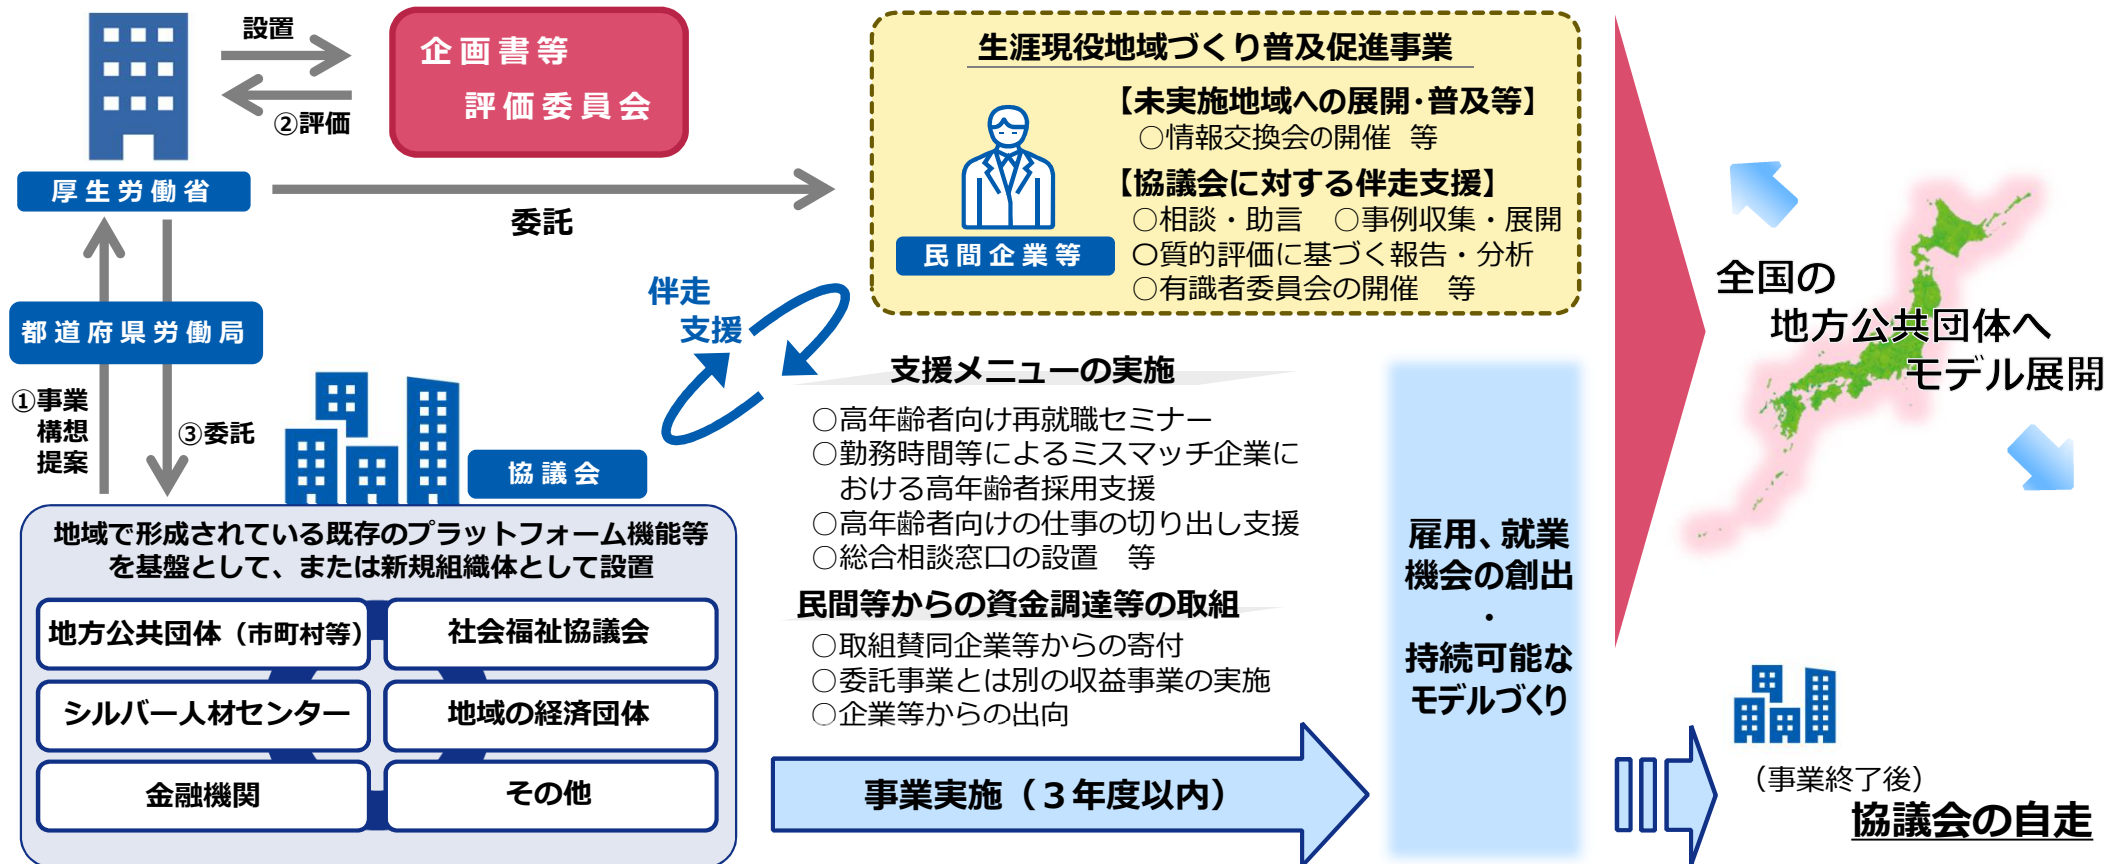 設置
②評価
企画書等
評価委員会
厚生労働省
委託
都道府県労働局
①事業
構想
提案
③委託
協議会
伴走
支援
地域で形成されている既存のプラットフォーム機能等
を基盤として、または新規組織体として設置
地方公共団体（市町村等）
社会福祉協議会
シルバー人材センター
地域の経済団体
金融機関
その他
生涯現役地域づくり普及促進事業
【未実施地域への展開・普及等】
○情報交換会の開催　等
【協議会に対する伴走支援】
○相談・助言　○事例収集・展開
○質的評価に基づく報告・分析
○有識者委員会の開催　等
民間企業等
支援メニューの実施
○高年齢者向け再就職セミナー
○勤務時間等によるミスマッチ企業に
おける高年齢者採用支援
○高年齢者向けの仕事の切り出し支援
○総合相談窓口の設置　等
民間等からの資金調達等の取組
○取組賛同企業等からの寄付
○委託事業とは別の収益事業の実施
○企業等からの出向
事業実施（３年度以内）
雇用、就業
機会の創出
・
持続可能な
モデルづくり
全国の
地方公共団体へ
モデル展開
（事業終了後）
協議会の自走